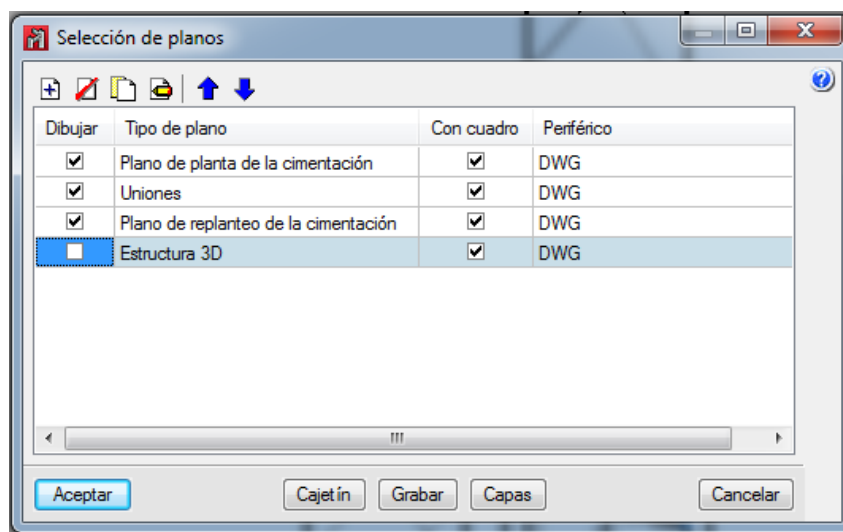 Selección de planos
Dibujar Tipo de plano Con cuadro Periférico
Plano de planta de la cimentación DWG
Uniones DWG
Plano de replanteo de la cimentación DWG
Estructura 3D DWG
Aceptar Cajetín Grabar Capas Cancelar